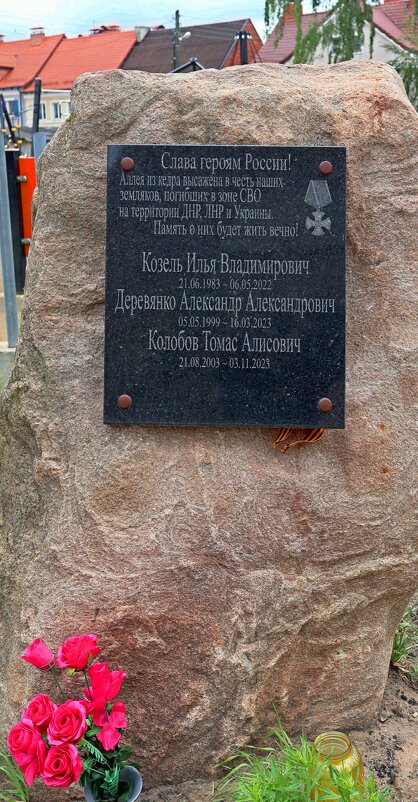 Слава героям России!
Аллея из кедра высажена в честь наших
земляков, погибших в зоне СВО
на территории ДНР, ЛНР и Украины.
Память о них будет жить вечно!
Козель Илья Владимирович
21.06.1983 ~ 06.05.2022
Деревянко Александр Александрович
05.05.1999 ~ 16.03.2023
Колобов Томас Алисович
21.08.2003 ~ 03.11.2023